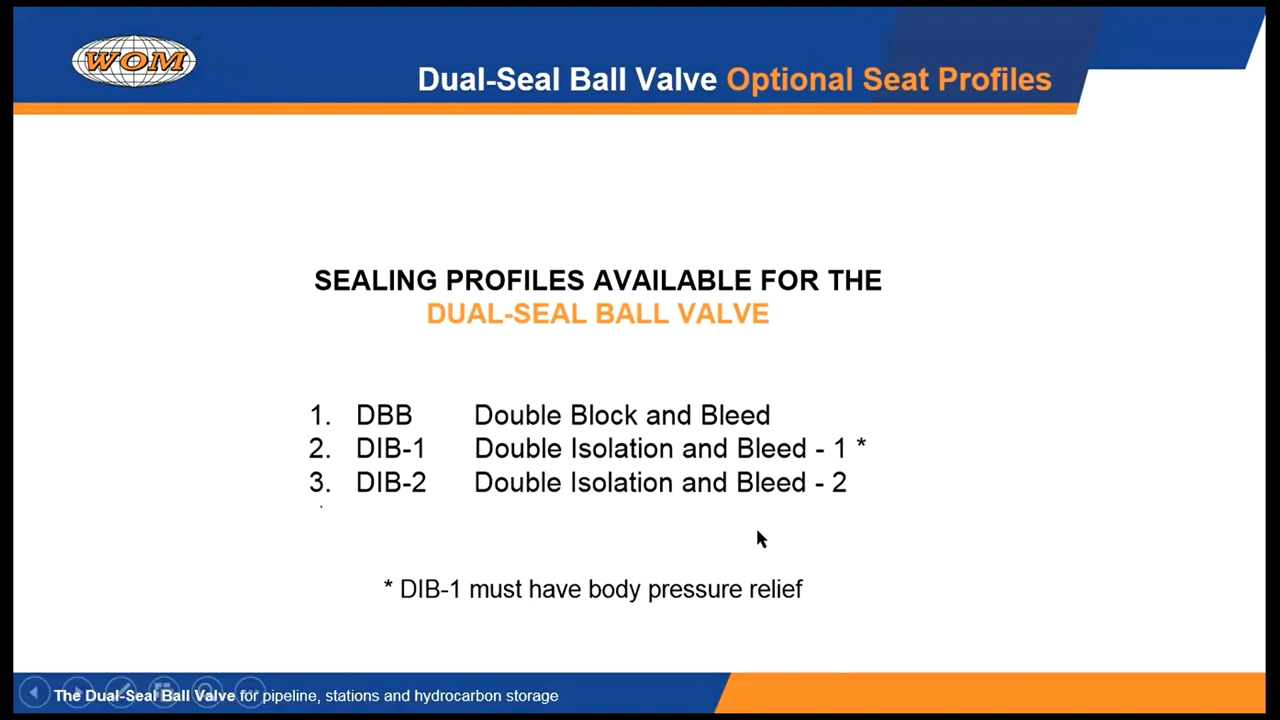 WOM
Dual-Seal Ball Valve Optional Seat Profiles
SEALING PROFILES AVAILABLE FOR THE
DUAL-SEAL BALL VALVE
1. DBB Double Block and Bleed
2. DIB-1 Double Isolation and Bleed - 1 *
3. DIB-2 Double Isolation and Bleed - 2
* DIB-1 must have body pressure relief
The Dual-Seal Ball Valve for pipeline, stations and hydrocarbon storage